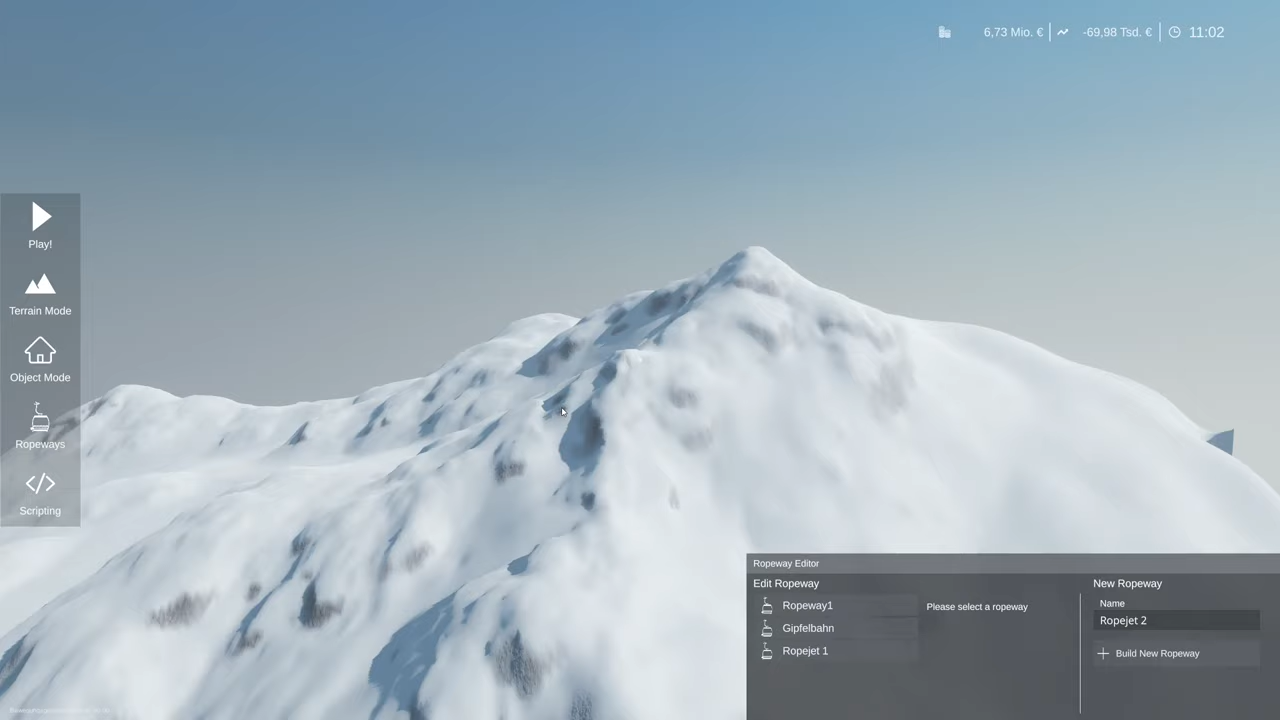 6,73 Mio. € -69,98 Tsd. € 11:02
Play!
Terrain Mode
Object Mode
Ropeways
Scripting
Ropeway Editor
Edit Ropeway
Ropeway1
Gipfelbahn
Ropejet 1
Please select a ropeway
New Ropeway
Name
Ropejet 2
Build New Ropeway